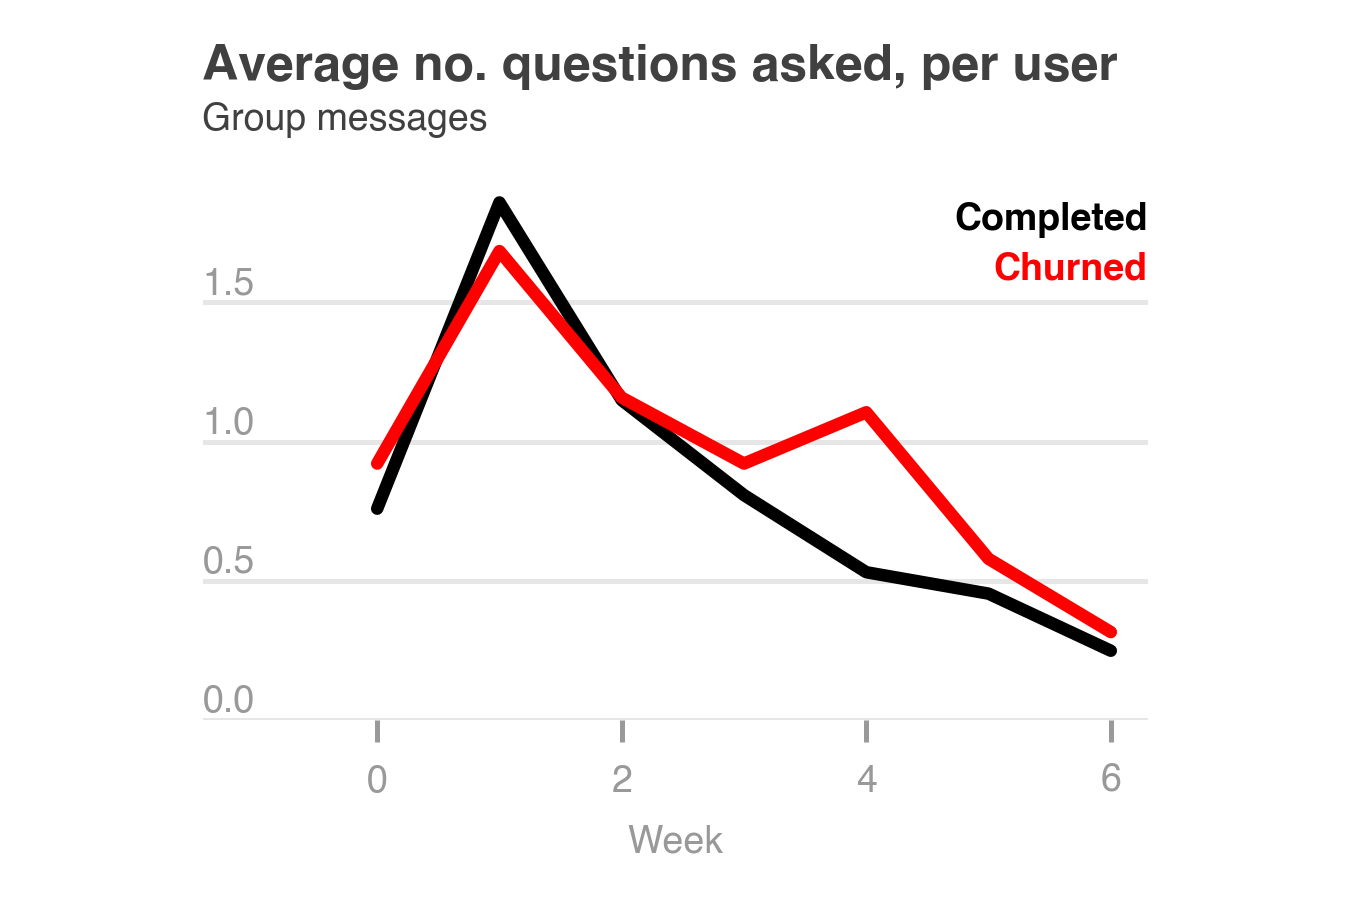 Average no. questions asked, per user
Group messages
Completed
Churned
1.5
1.0
0.5
0.0
0 2 4 6
Week